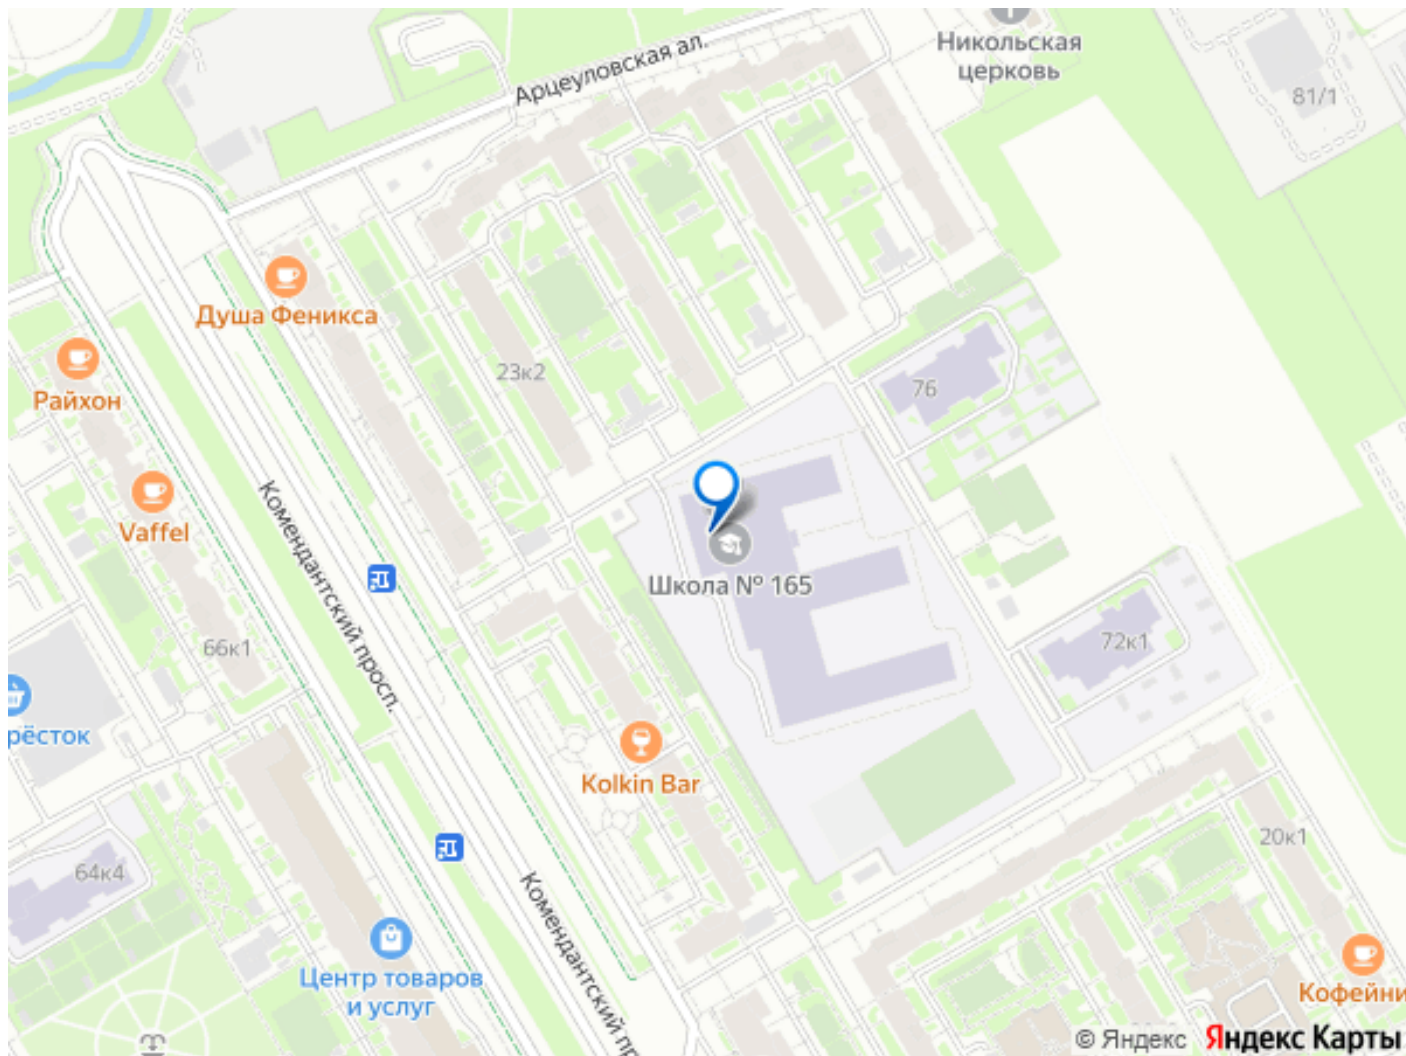 Никольская
церковь
81/1
Арцеуловская ал.
Душа Феникса
Райхон
23к2
76
Vaffel
Комендантский просп.
Школа № 165
66к1
72к1
рёсток
Kolkin Bar
20к1
64к4
Комендантский пр
Центр товаров
и услуг
Кофейни
© Яндекс Яндекс Карты